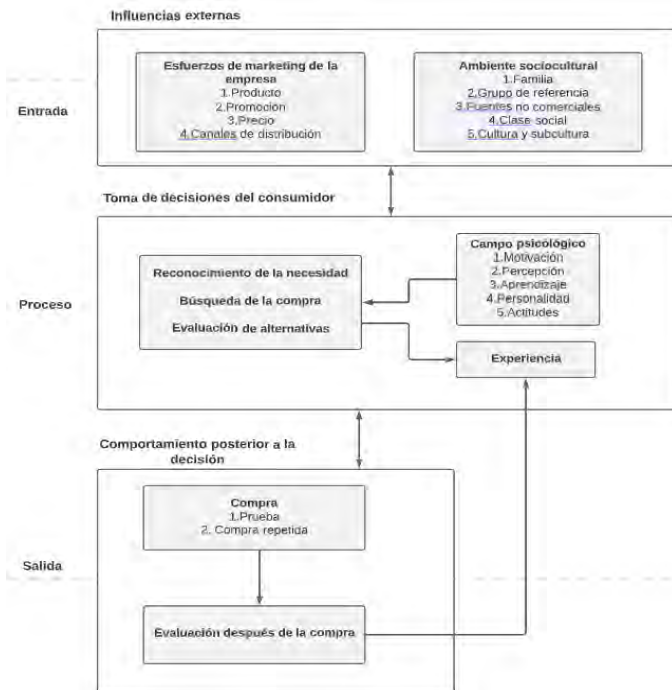 Influencias externas
Esfuerzos de marketing de la
empresa
1.Producto
2.Promoción
3.Precio
4.Canales de distribución
Ambiente sociocultural
1.Familia
2.Grupo de referencia
3.Fuentes no comerciales
4.Clase social
5.Cultura y subcultura
Entrada
Toma de decisiones del consumidor
Reconocimiento de la necesidad
Búsqueda de la compra
Evaluación de alternativas
Campo psicológico
1.Motivación
2.Percepción
3.Aprendizaje
4.Personalidad
5.Actitudes
Proceso
Experiencia
Comportamiento posterior a la
decisión
Compra
1.Prueba
2. Compra repetida
Salida
Evaluación después de la compra